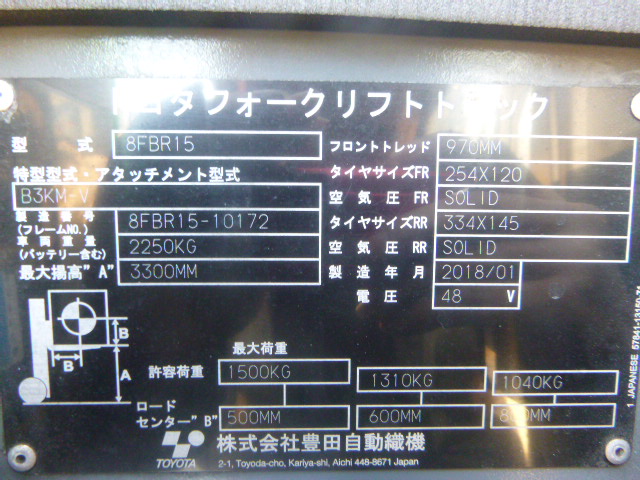 トヨタフォークリフトトラック
型式 8FBR15
特型型式・アタッチメント型式
B3KM-V
製造番号(フレームNO.) 8FBR15-10172
車両重量(バッテリー含む) 2250KG
最大揚高"A" 3300MM
フロントトレッド 970MM
タイヤサイズFR 254X120
空気圧 FR SOLID
タイヤサイズRR 334X145
空気圧 RR SOLID
製造年月 2018/01
電圧 48 V
B
B
A
最大荷重
許容荷重 1500KG 1310KG 1040KG
ロードセンター"B" 500MM 600MM 800MM
TOYOTA
株式会社豊田自動織機
2-1, Toyoda-cho, Kariya-shi, Aichi 448-8671 Japan
1. JAPANESE